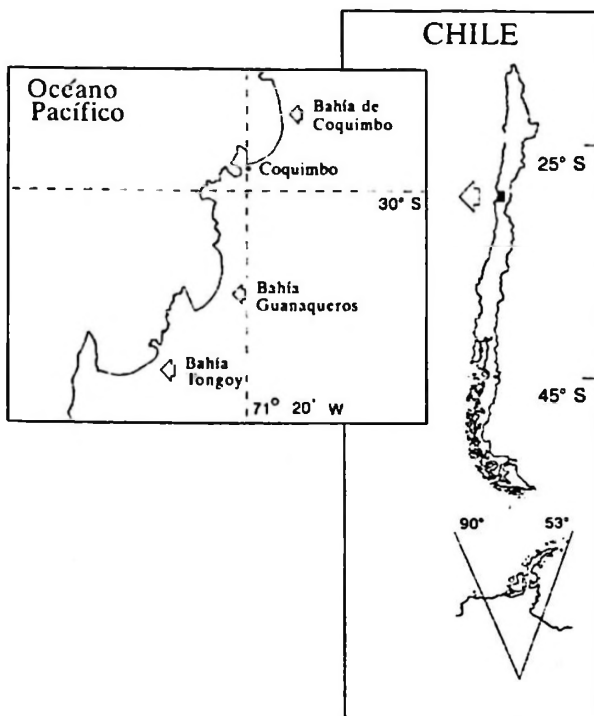 CHILE
Océano
Pacífico
Bahía de
Coquimbo
Coquimbo
30° S
Bahía
Guanaqueros
Bahía
Tongoy
71° 20' W
25° S
45° S
90°
53°